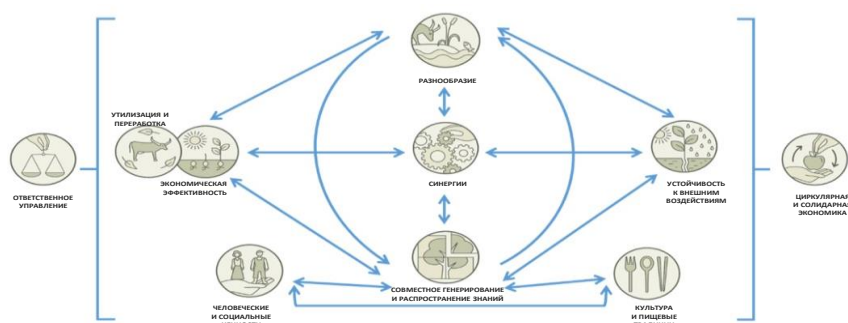 РАЗНООБРАЗИЕ
УТИЛИЗАЦИЯ И
ПЕРЕРАБОТКА
ЭКОНОМИЧЕСКАЯ
ЭФФЕКТИВНОСТЬ
СИНЕРГИИ
УСТОЙЧИВОСТЬ
К ВНЕШНИМ
ВОЗДЕЙСТВИЯМ
ОТВЕТСТВЕННОЕ
УПРАВЛЕНИЕ
ЦИРКУЛЯРНАЯ
И СОЛИДАРНАЯ
ЭКОНОМИКА
СОВМЕСТНОЕ ГЕНЕРИРОВАНИЕ
И РАСПРОСТРАНЕНИЕ ЗНАНИЙ
ЧЕЛОВЕЧЕСКИЕ
И СОЦИАЛЬНЫЕ
КУЛЬТУРА
И ПИЩЕВЫЕ